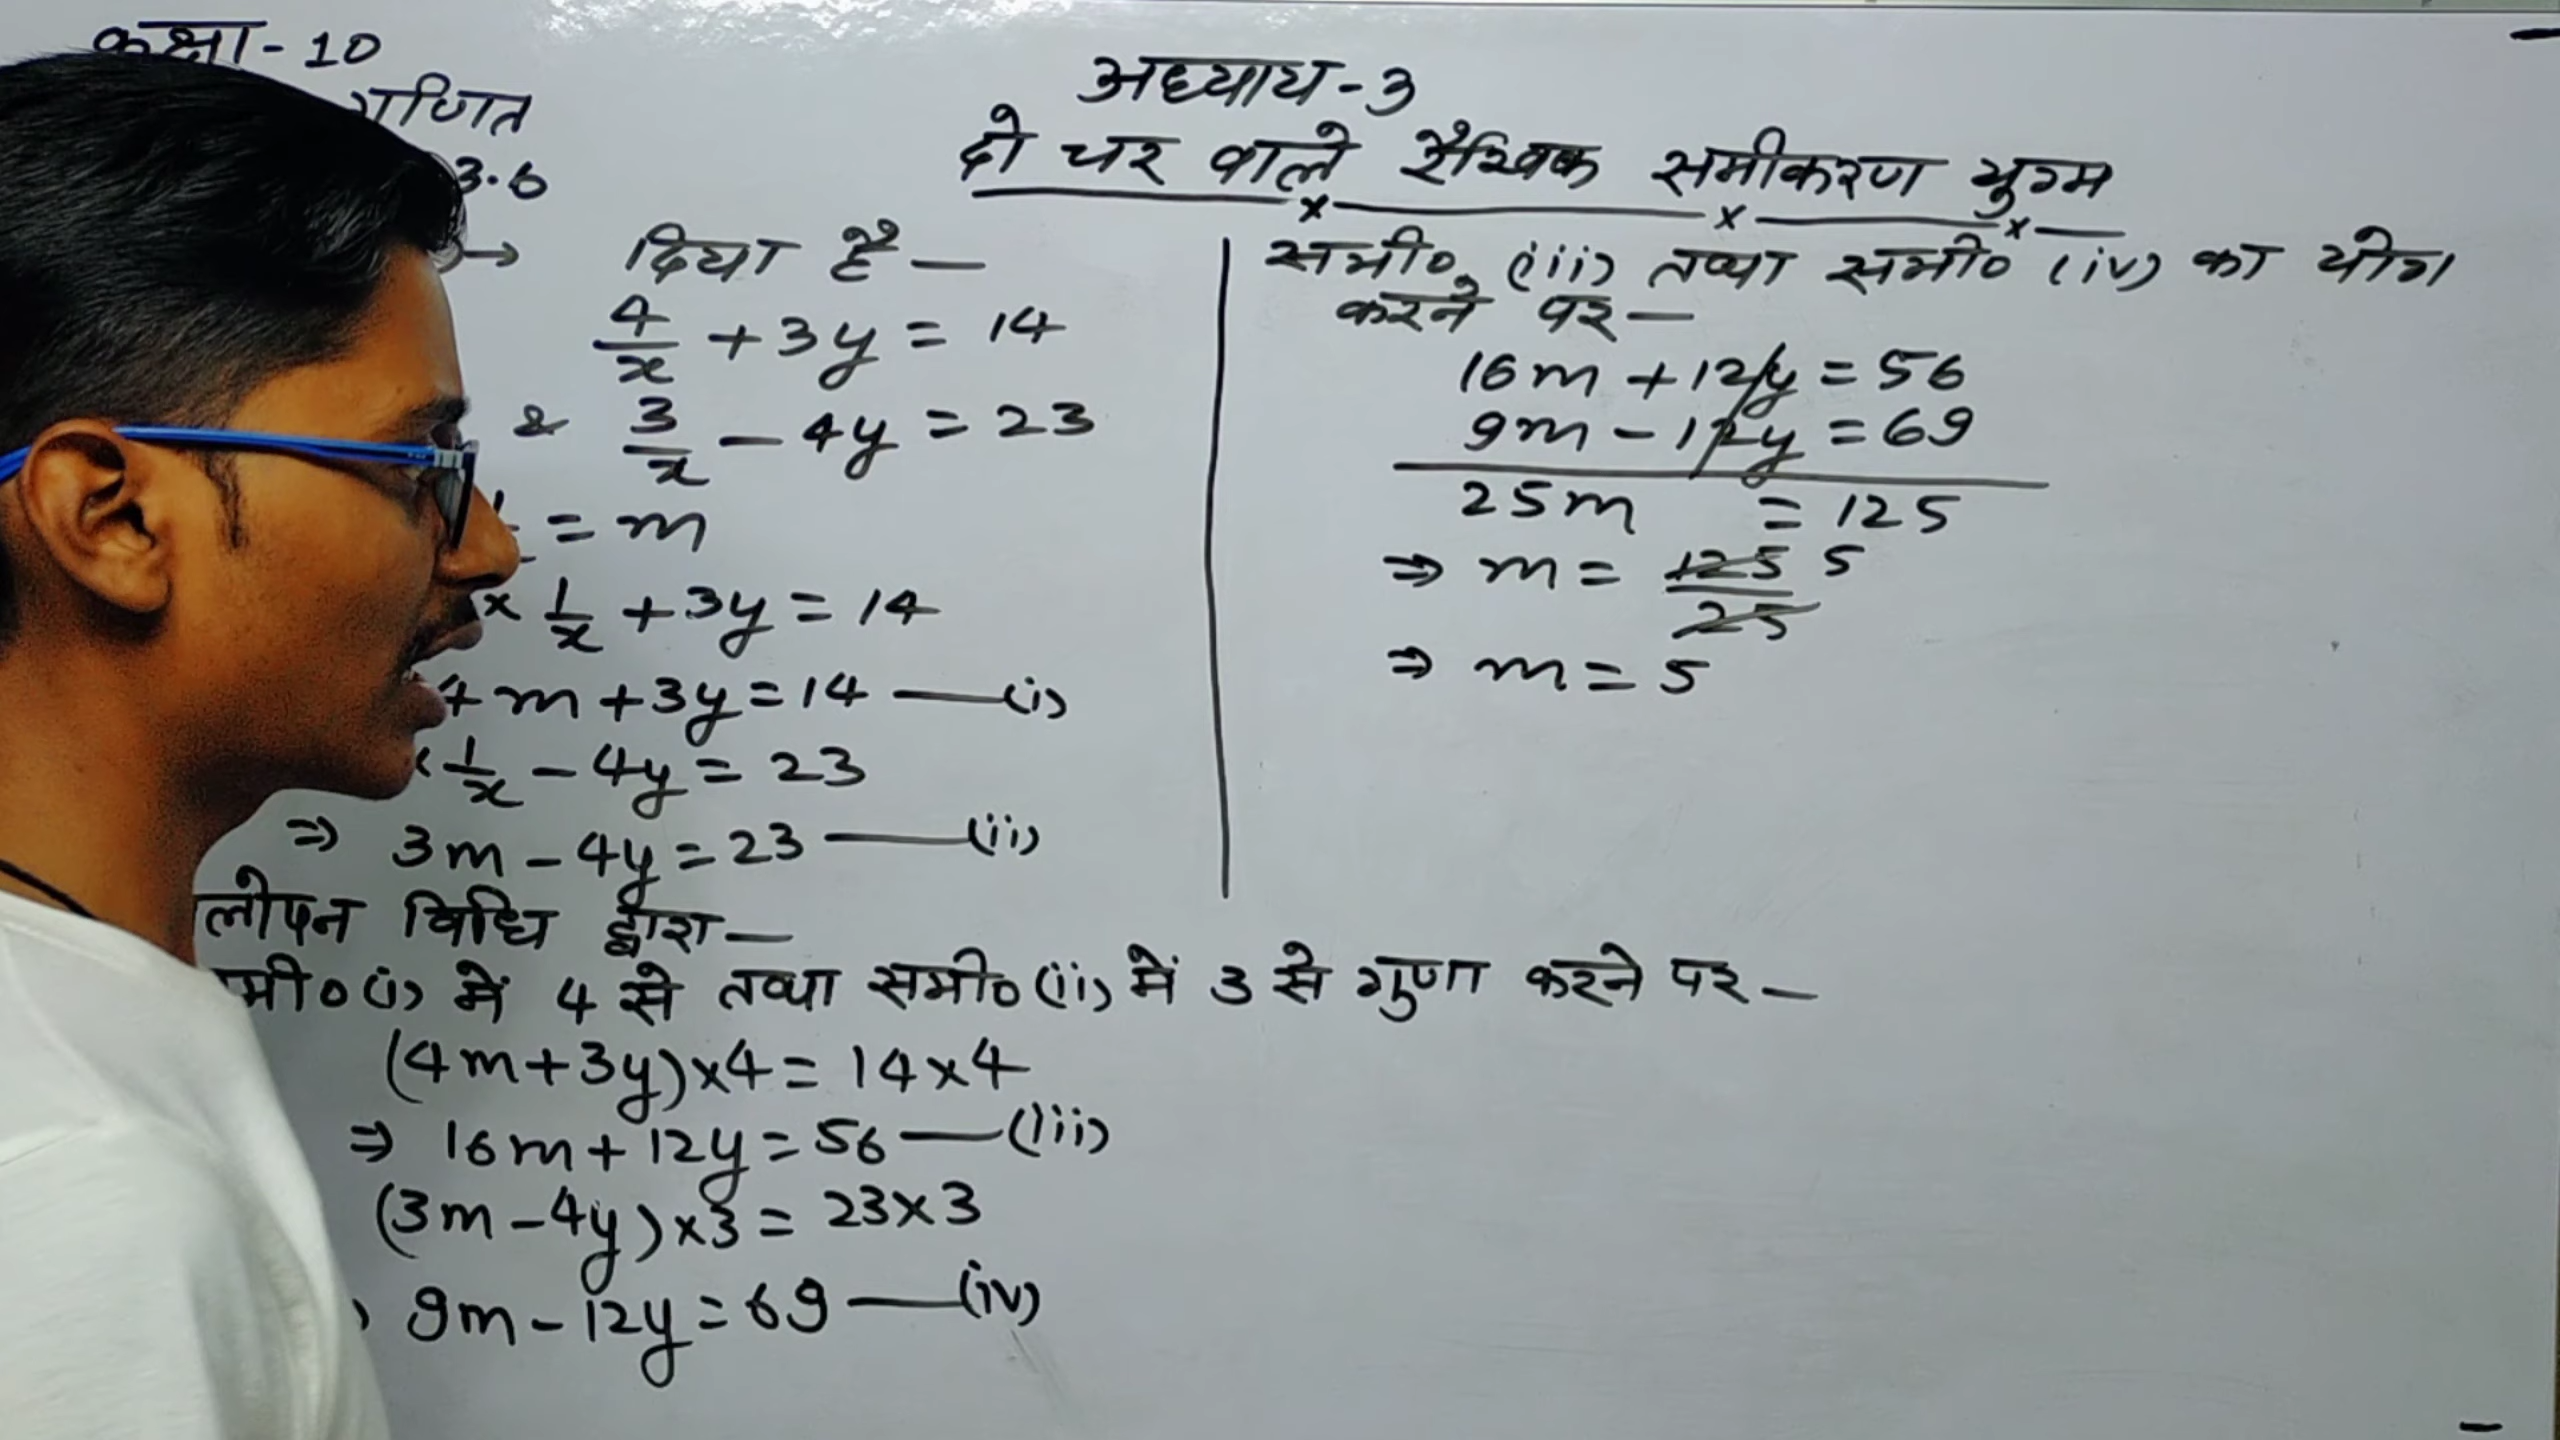 कक्षा-10
गणित
3.6
अध्याय-3
दो चर वाले रैखिक समीकरण युग्म
→ दिया है—
4/x + 3y = 14
& 3/x - 4y = 23
= m
× 1/x + 3y = 14
4m + 3y = 14 —(i)
× 1/x - 4y = 23
⇒ 3m - 4y = 23 —(ii)
लोपन विधि द्वारा—
मी० (i) में 4 से तथा समी० (ii) में 3 से गुणा करने पर—
(4m+3y)×4 = 14×4
⇒ 16m + 12y = 56 —(iii)
(3m-4y)×3 = 23×3
9m - 12y = 69 —(iv)
समी० (iii) तथा समी० (iv) का योग
करने पर—
16m + 12y = 56
9m - 12y = 69
25m = 125
⇒ m = 125/25 5
⇒ m = 5